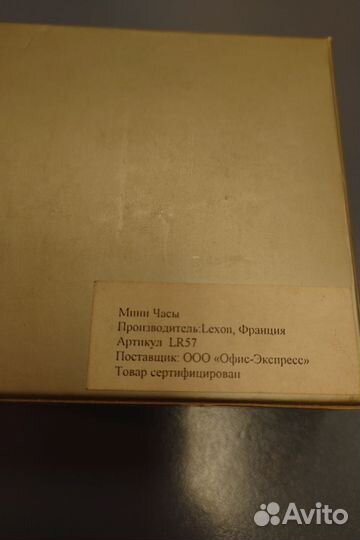 Мини Часы
Производитель:Lexon, Франция
Артикул LR57
Поставщик: ООО «Офис-Экспресс»
Товар сертифицирован
Avito